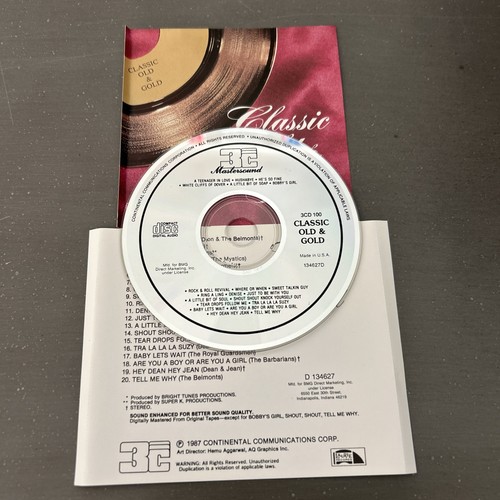 CLASSIC
OLD
&
GOLD
Classic
CONTINENTAL COMMUNICATIONS CORPORATION • ALL RIGHTS RESERVED. • UNAUTHORIZED DUPLICATION IS A VIOLATION OF APPLICABLE LAWS
3C
Mastersound
A TEENAGER IN LOVE • HUSHABYE • HE'S SO FINE
• WHITE CLIFFS OF DOVER • A LITTLE BIT OF SOAP • BOBBY'S GIRL
COMPACT
disc
DIGITAL AUDIO
3CD 100
CLASSIC
OLD &
GOLD
Mfd. for BMG
Direct Marketing, Inc.
under License
Made in U.S.A.
134627D
(Dion & The Belmonts)†
(The Mystics)
• ROCK & ROLL REVIVAL • WHERE OR WHEN • SWEET TALKIN GUY
• RING A LING • DENISE • JUST TO BE WITH YOU
• A LITTLE BIT OF SOUL • SHOUT SHOUT KNOCK YOURSELF OUT
• TEAR DROPS FOLLOW ME • TRA LA LA LA SUZY
BABY LETS WAIT • ARE YOU A BOY OR ARE YOU A GIRL
• HEY DEAN HEY JEAN • TELL ME WHY
10. R
11. DEN
12. JUST
13. A LITTLE
14. SHOUT SHOUT
15. TEAR DROPS FOL
16. TRA LA LA LA SUZY
17. BABY LETS WAIT (The Royal Guardsmen)
18. ARE YOU A BOY OR ARE YOU A GIRL (The Barbarians)†
19. HEY DEAN HEY JEAN (Dean & Jean)†
20. TELL ME WHY (The Belmonts)
* Produced by BRIGHT TUNES PRODUCTIONS.
** Produced by SUPER K. PRODUCTIONS.
† STEREO.
SOUND ENHANCED FOR BETTER SOUND QUALITY.
Digitally Mastered From Original Tapes—except for BOBBY'S GIRL, SHOUT, SHOUT, TELL ME WHY.
D 134627
Mfd. for BMG Direct Marketing, Inc.
under License
6550 East 30th Street,
Indianapolis, Indiana 46219
3C
℗ 1987 CONTINENTAL COMMUNICATIONS CORP.
Art Director: Hemu Aggarwal, AQ Graphics Inc.
WARNING: All Rights Reserved. Unauthorized
Duplication is a violation of applicable laws.